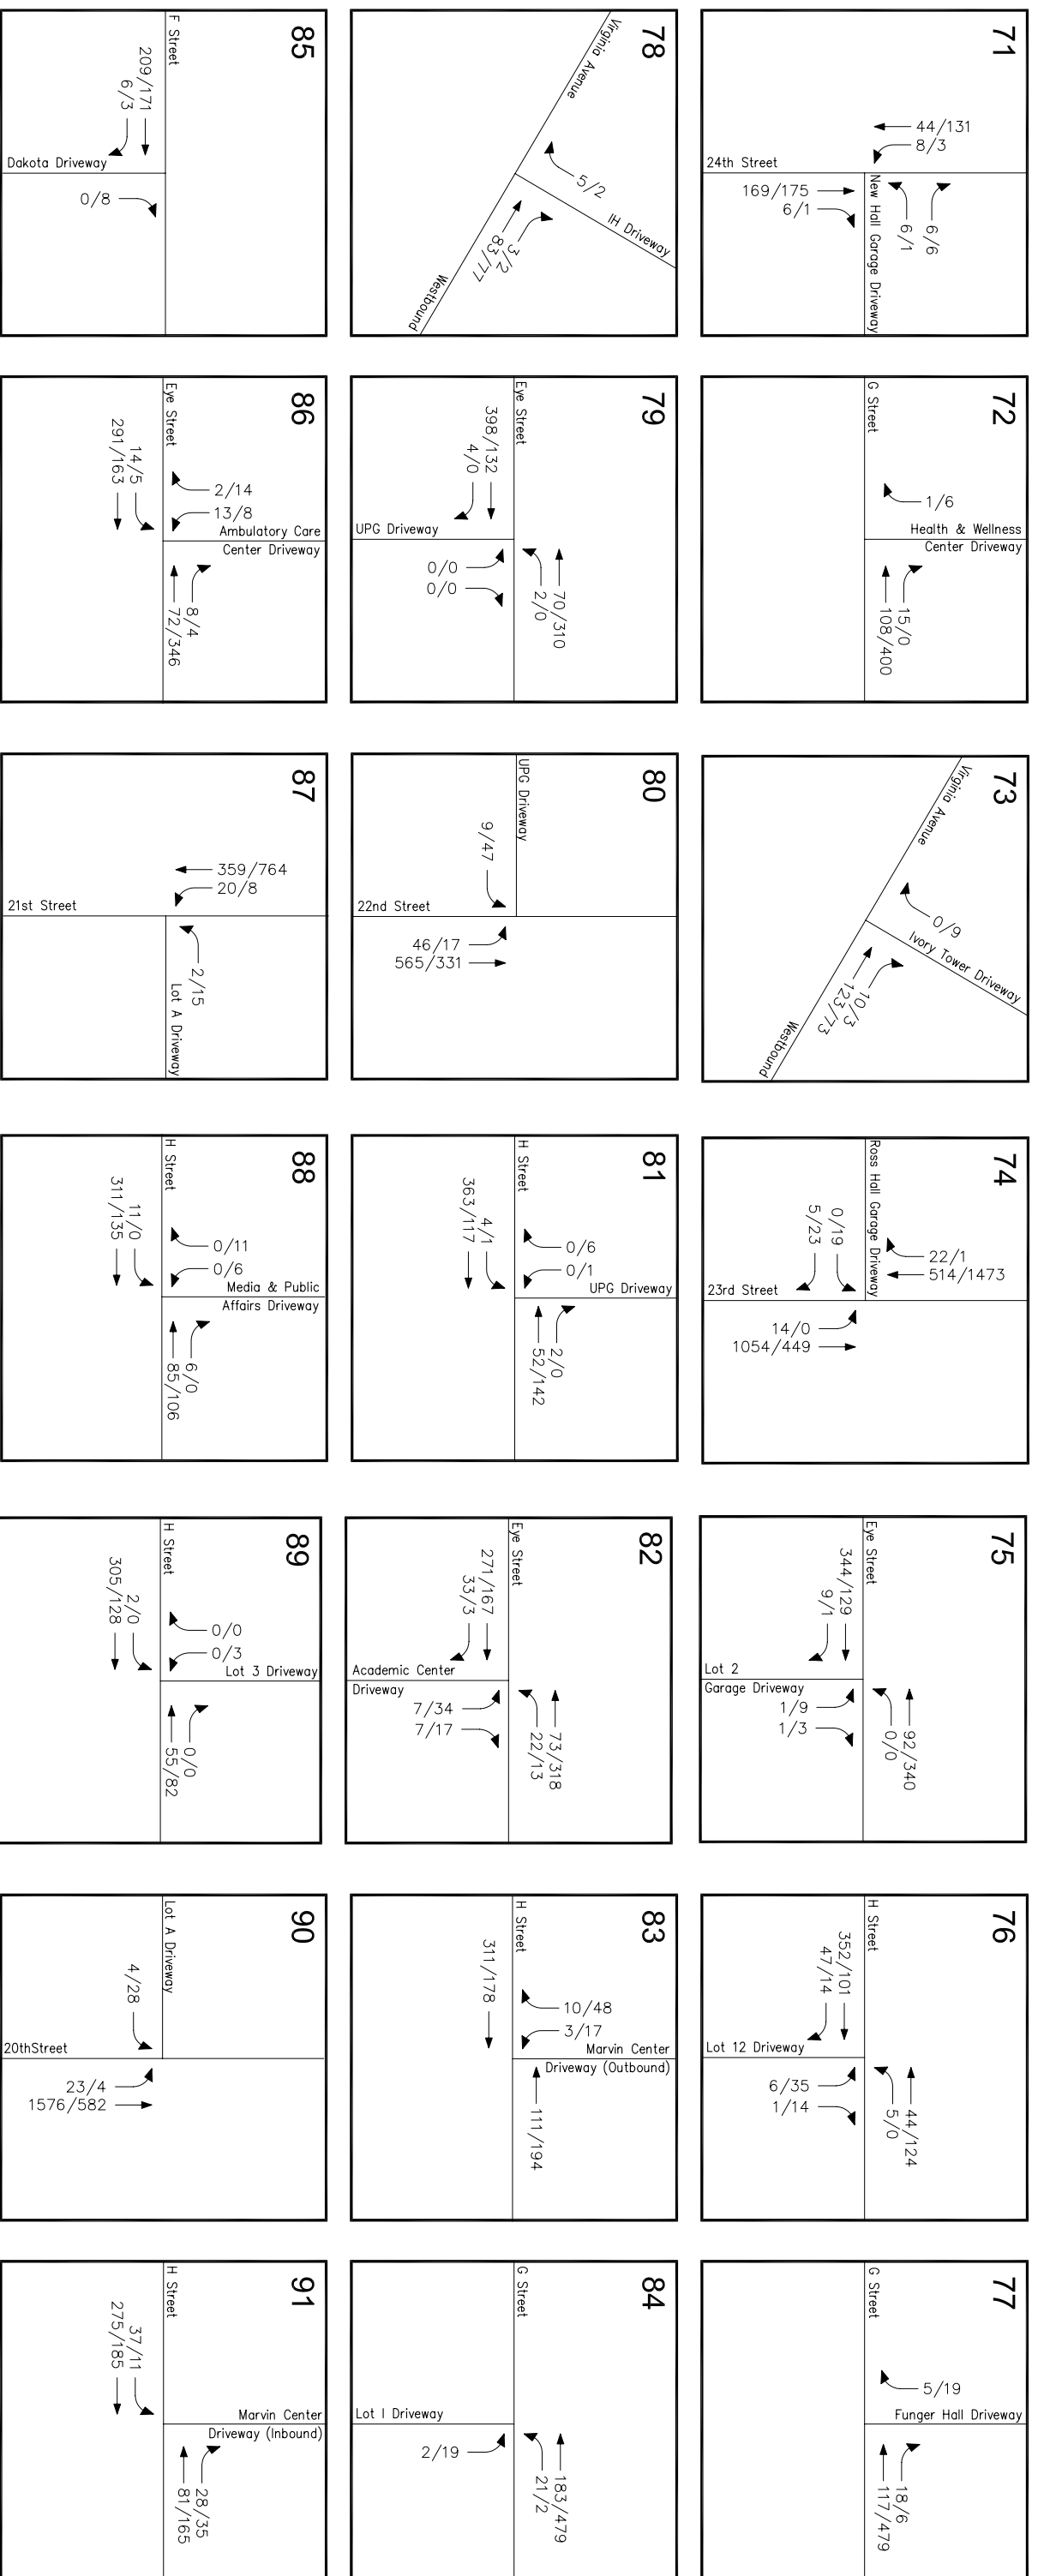 71
44/131
8/3
24th Street
169/175
6/1
New Hall Garage Driveway
6/1
6/6
72
G Street
1/6
Health & Wellness
Center Driveway
15/0
108/400
73
Virginia Avenue
0/9
Ivory Tower Driveway
10/3
123/73
Westbound
74
Ross Hall Garage Driveway
22/1
514/1473
0/19
5/23
23rd Street
14/0
1054/449
75
Eye Street
344/129
9/1
Lot 2
Garage Driveway
1/9
1/3
92/340
0/0
76
H Street
352/101
47/14
Lot 12 Driveway
6/35
1/14
44/124
5/0
77
G Street
5/19
Funger Hall Driveway
18/6
117/479
78
Virginia Avenue
5/2
IH Driveway
3/2
83/77
Westbound
79
Eye Street
398/132
4/0
UPG Driveway
0/0
0/0
70/310
2/0
80
UPG Driveway
9/47
22nd Street
46/17
565/331
81
H Street
0/6
0/1
UPG Driveway
4/1
363/117
2/0
52/142
82
Eye Street
271/167
33/3
Academic Center
Driveway
7/34
7/17
73/318
22/13
83
H Street
311/178
10/48
3/17
Marvin Center
Driveway (Outbound)
111/194
84
G Street
Lot I Driveway
2/19
183/479
21/2
85
F Street
209/171
6/3
Dakota Driveway
0/8
86
Eye Street
2/14
13/8
Ambulatory Care
Center Driveway
14/5
291/163
8/4
72/346
87
359/764
20/8
21st Street
2/15
Lot A Driveway
88
H Street
0/11
0/6
Media & Public
Affairs Driveway
11/0
311/135
6/0
85/106
89
H Street
0/0
0/3
Lot 3 Driveway
2/0
305/128
0/0
55/82
90
Lot A Driveway
4/28
20thStreet
23/4
1576/582
91
H Street
37/11
275/185
Marvin Center
Driveway (Inbound)
28/35
81/165